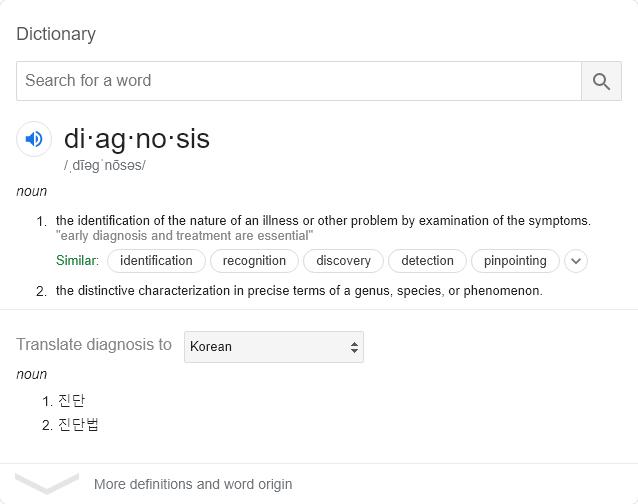 Dictionary
Search for a word
di·ag·no·sis
/ˌdīəɡˈnōsəs/
noun
1. the identification of the nature of an illness or other problem by examination of the symptoms.
"early diagnosis and treatment are essential"
Similar: identification recognition discovery detection pinpointing
2. the distinctive characterization in precise terms of a genus, species, or phenomenon.
Translate diagnosis to Korean
noun
1. 진단
2. 진단법
More definitions and word origin